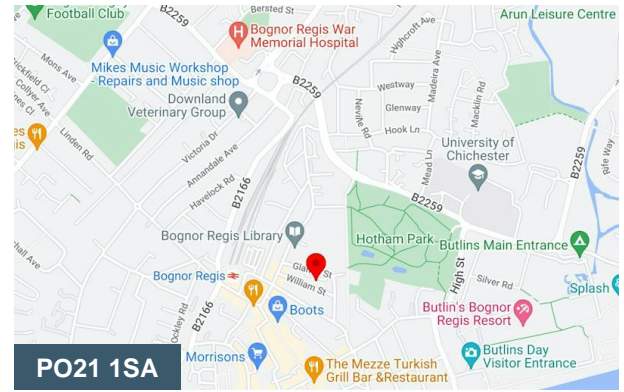 Football Club
Bersted St
Arun Leisure Centre
Bognor Regis War
Memorial Hospital
Highcroft Ave
Mons Ave
Mikes Music Workshop
- Repairs and Music shop
B2259
Westway
Madeira Ave
Macklin Rd
Collyer Ave
Downland
Veterinary Group
Neville Rd
Glenway
Hook Ln
Linden Rd
Victoria Dr
Annandale Ave
University of
Chichester
Rife Way
B2259
Mead Ln
Havelock Rd
B2166
B2259
Bognor Regis Library
Hotham Park
Butlins Main Entrance
High St
Bognor Regis
William St
Silver Rd
Splash
B2166
Boots
Butlin's Bognor
Regis Resort
Morrisons
Butlins Day
Visitor Entrance
The Mezze Turkish
Grill Bar &Restaurant
PO21 1SA